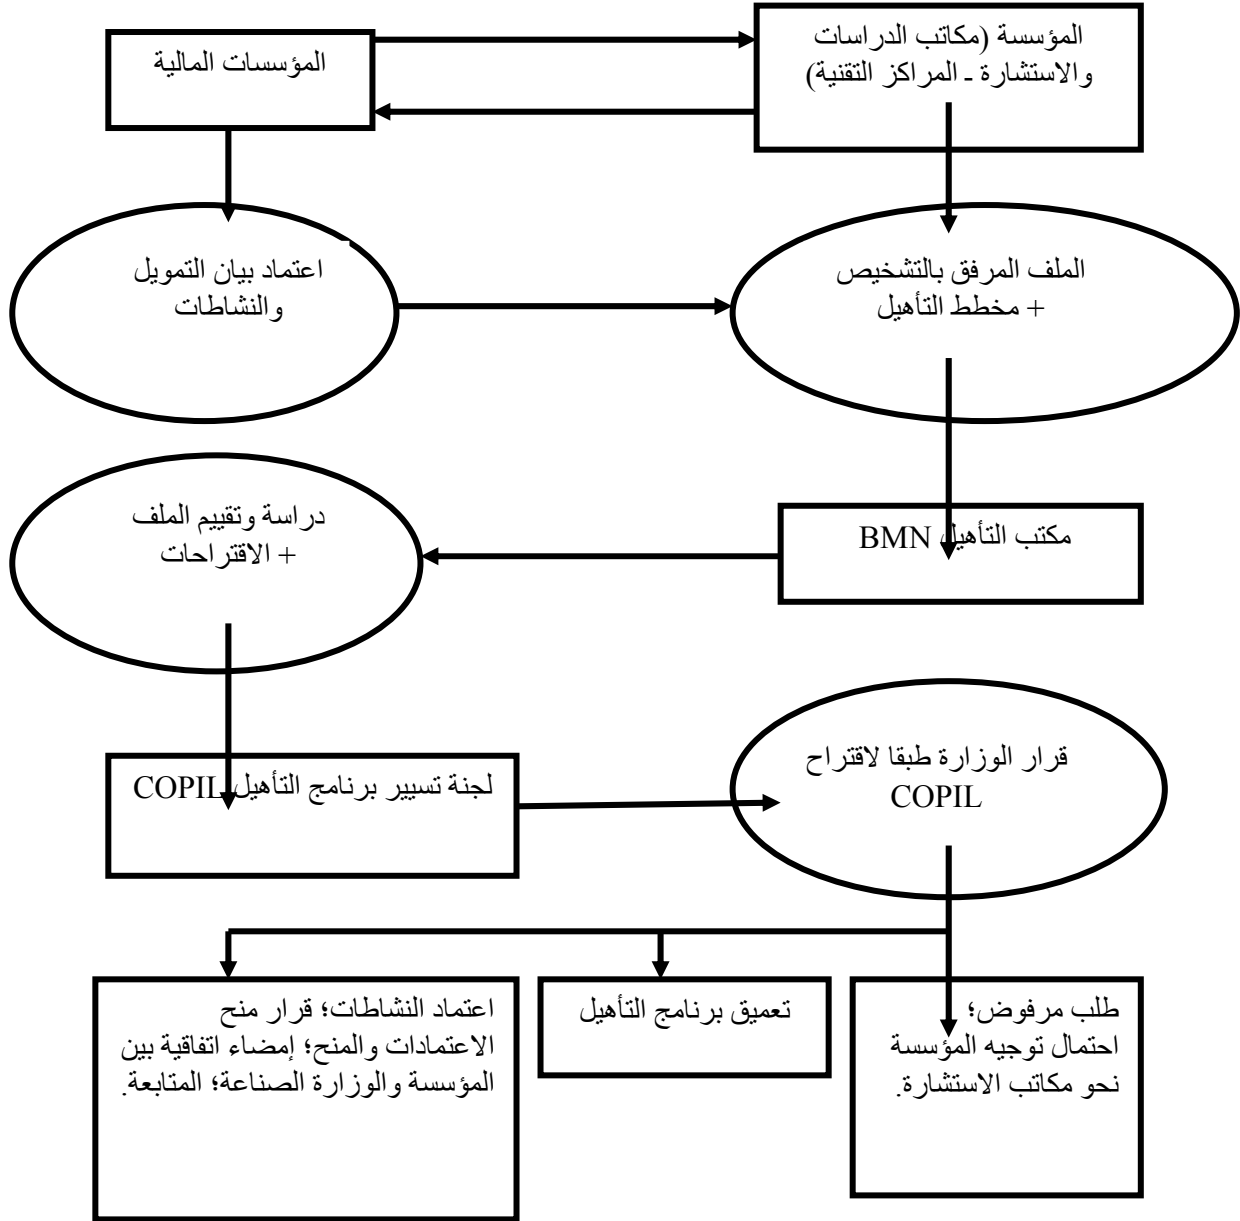 المؤسسة (مكاتب الدراسات
والاستشارة ـ المراكز التقنية)
المؤسسات المالية
الملف المرفق بالتشخيص
+ مخطط التأهيل
اعتماد بيان التمويل
والنشاطات
مكتب التأهيل BMN
دراسة وتقييم الملف
+ الاقتراحات
قرار الوزارة طبقا لاقتراح
COPIL
لجنة تسيير برنامج التأهيل COPIL
طلب مرفوض؛
احتمال توجيه المؤسسة
نحو مكاتب الاستشارة.
تعميق برنامج التأهيل
اعتماد النشاطات؛ قرار منح
الاعتمادات والمنح؛ إمضاء اتفاقية بين
المؤسسة والوزارة الصناعة؛ المتابعة.